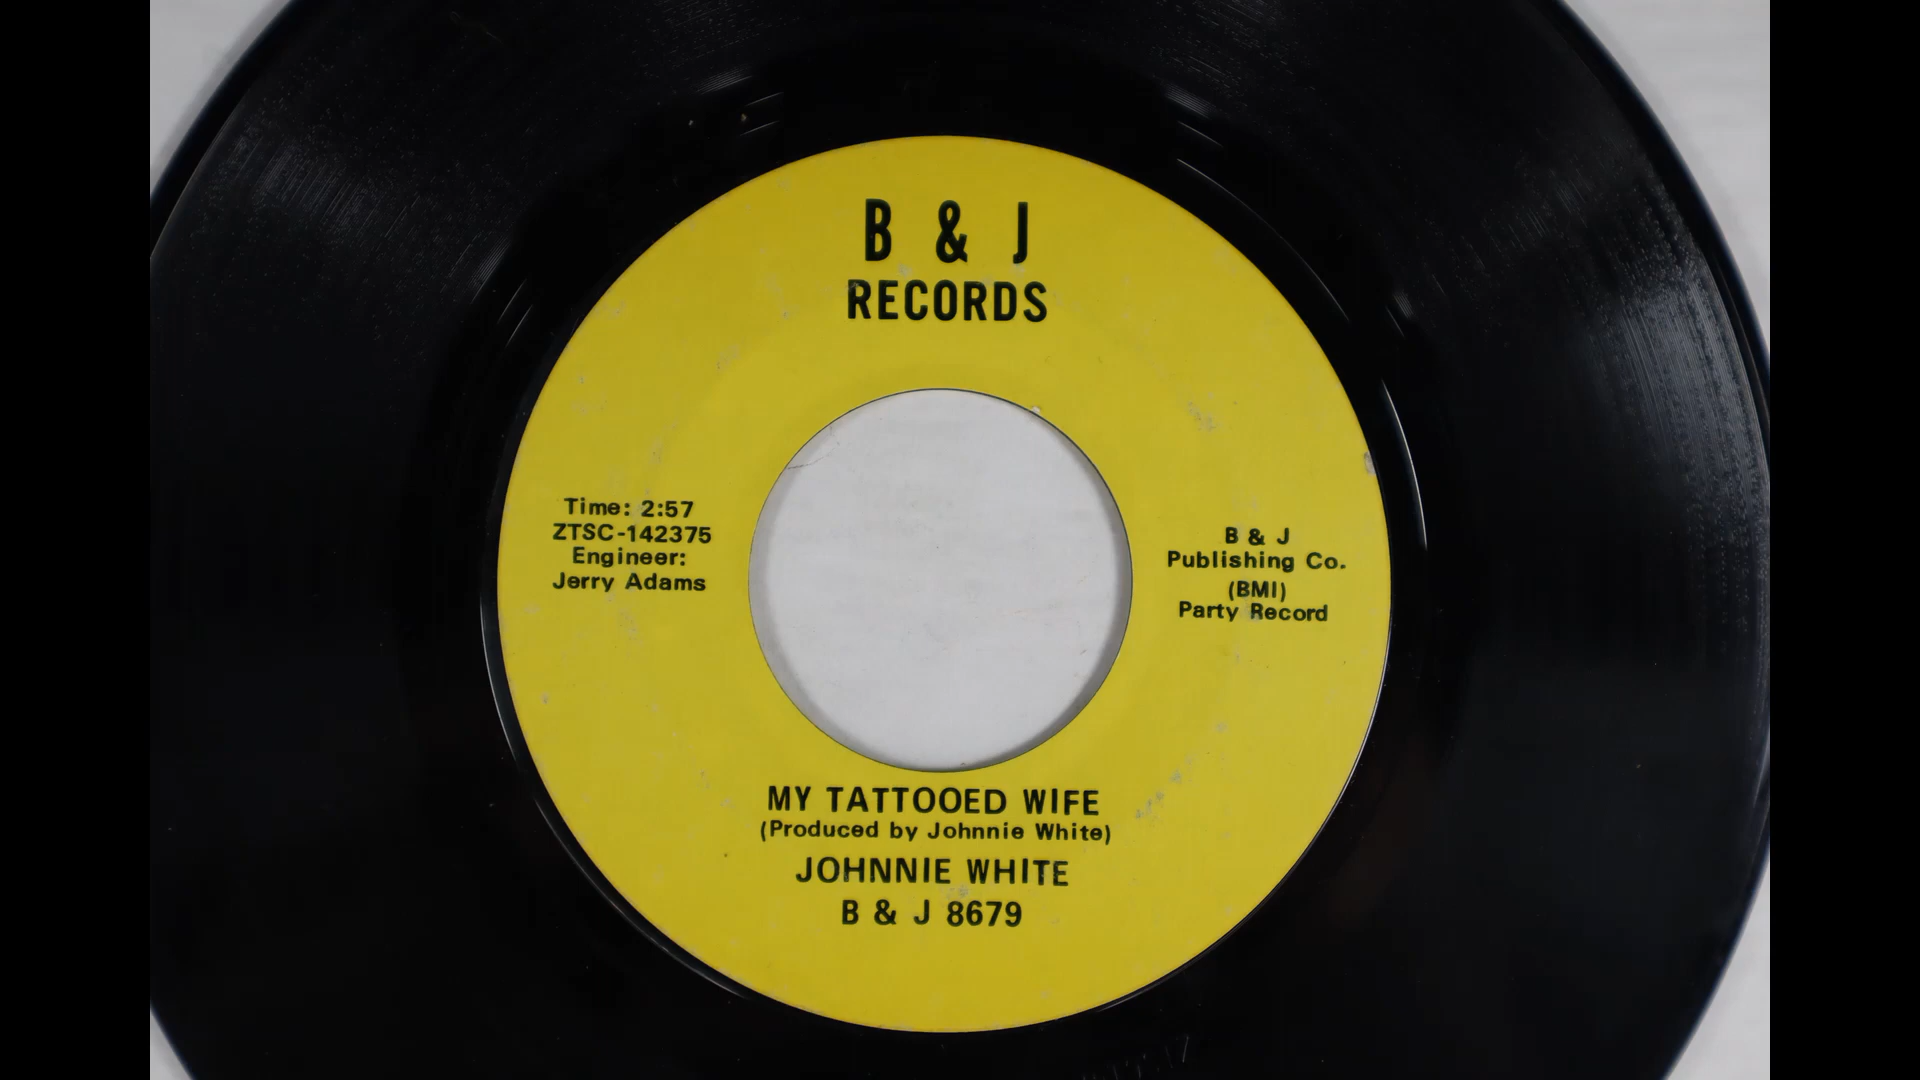 B & J
RECORDS
Time: 2:57
ZTSC-142375
Engineer:
Jerry Adams
B & J
Publishing Co.
(BMI)
Party Record
MY TATTOOED WIFE
(Produced by Johnnie White)
JOHNNIE WHITE
B & J 8679